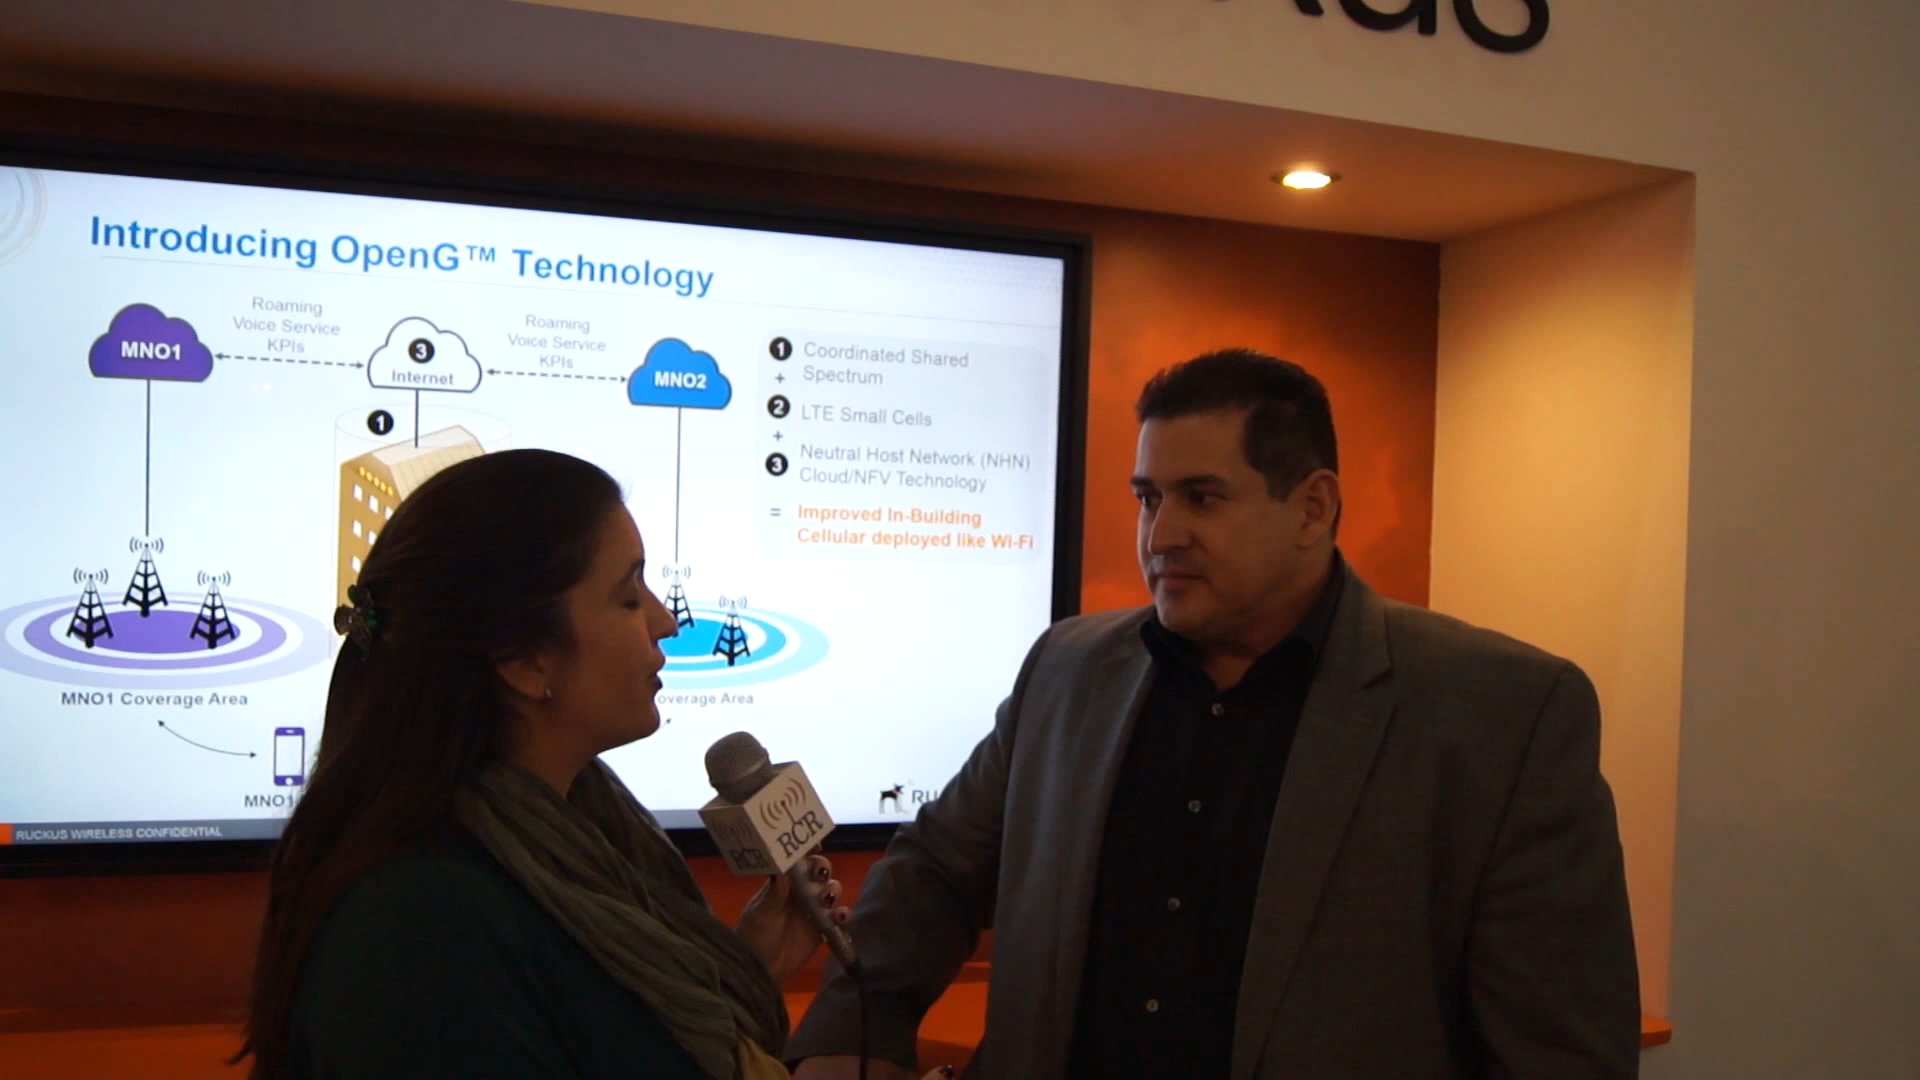 Introducing OpenG™ Technology
Roaming
Voice Service
KPIs
Roaming
Voice Service
KPIs
MNO1
3
Internet
MNO2
1
1 Coordinated Shared
+ Spectrum
2 LTE Small Cells
+
3 Neutral Host Network (NHN)
Cloud/NFV Technology
= Improved In-Building
Cellular deployed like Wi-Fi
MNO1 Coverage Area
overage Area
MNO1
RU
RUCKUS WIRELESS CONFIDENTIAL
RCR
RCR